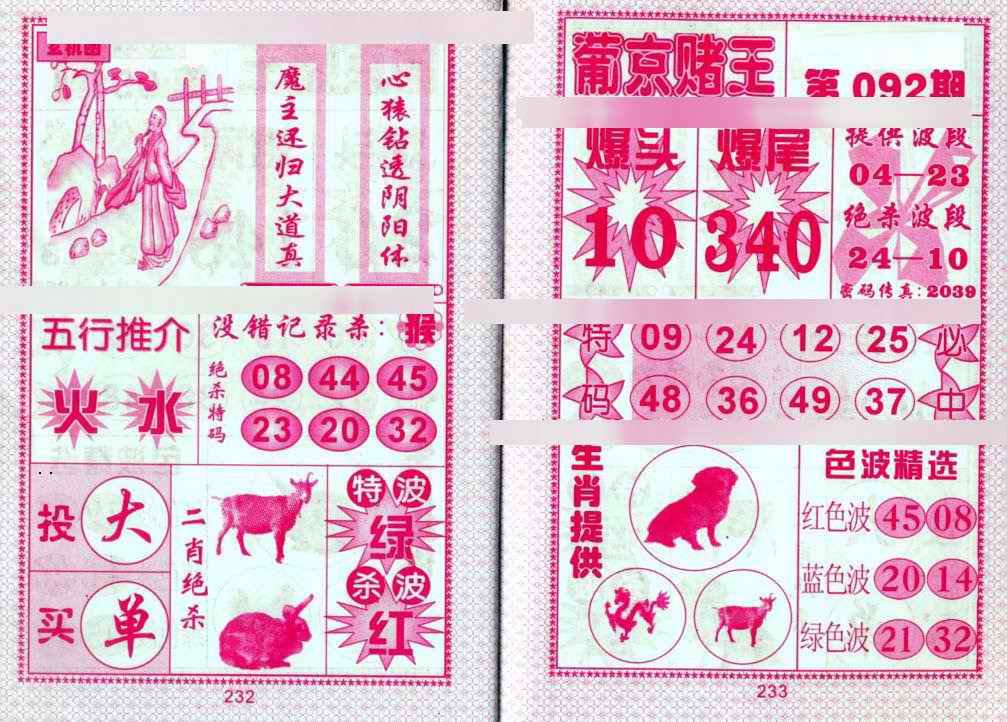 玄机图
心猿钻透阴阳体
魔主还归大道真
五行推介
火 水
没错记录杀：猴
绝杀特码
08 44 45
23 20 32
投 大
买 单
二肖绝杀
特波
绿
杀波
红
232
葡京赌王
第092期
爆头
10
爆尾
340
提供波段
04—23
绝杀波段
24—10
密码传真：2039
特码
09 24 12 25
48 36 49 37
必中
生肖提供
色波精选
红色波 45 08
蓝色波 20 14
绿色波 21 32
233